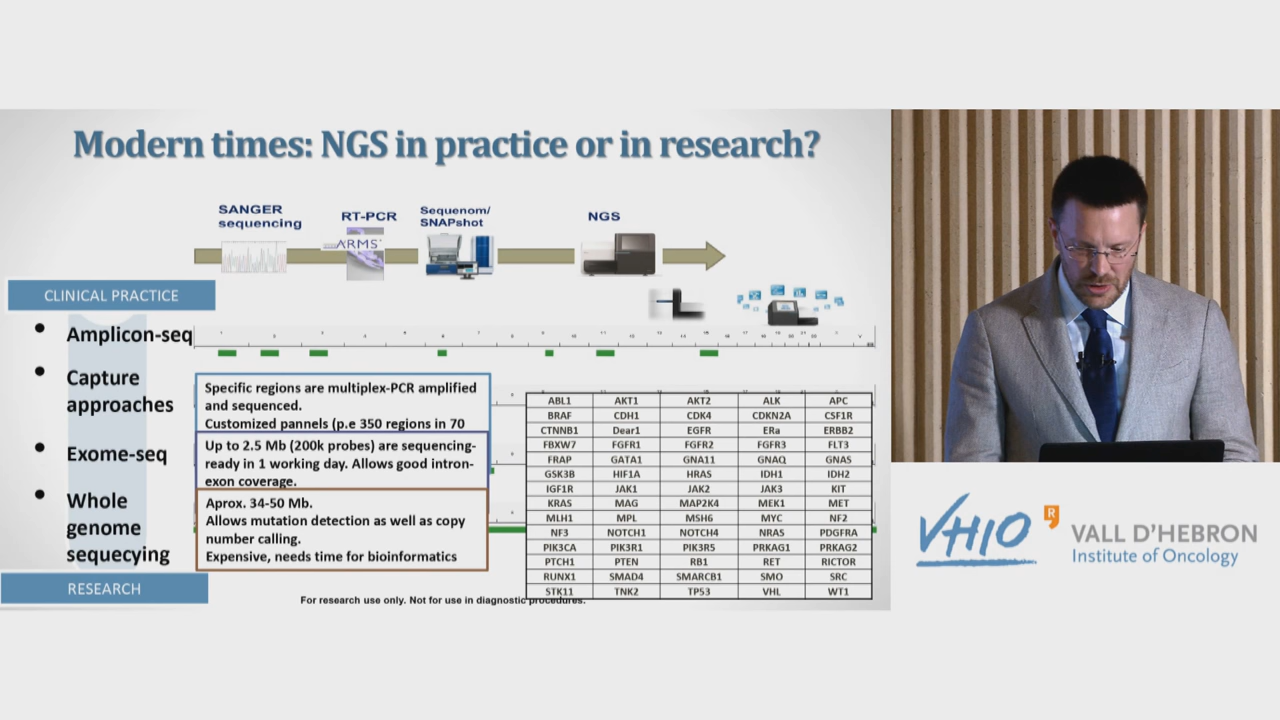 Modern times: NGS in practice or in research?
SANGER
sequencing
RT-PCR
Sequenom/
SNAPshot
NGS
ARMS
CLINICAL PRACTICE
• Amplicon-seq
• Capture
approaches
• Exome-seq
• Whole
genome
sequecying
RESEARCH
Specific regions are multiplex-PCR amplified
and sequenced.
Customized pannels (p.e 350 regions in 70
Up to 2.5 Mb (200k probes) are sequencing-
ready in 1 working day. Allows good intron-
exon coverage.
Aprox. 34-50 Mb.
Allows mutation detection as well as copy
number calling.
Expensive, needs time for bioinformatics
ABL1 AKT1 AKT2 ALK APC
BRAF CDH1 CDK4 CDKN2A CSF1R
CTNNB1 Dear1 EGFR ERa ERBB2
FBXW7 FGFR1 FGFR2 FGFR3 FLT3
FRAP GATA1 GNA11 GNAQ GNAS
GSK3B HIF1A HRAS IDH1 IDH2
IGF1R JAK1 JAK2 JAK3 KIT
KRAS MAG MAP2K4 MEK1 MET
MLH1 MPL MSH6 MYC NF2
NF3 NOTCH1 NOTCH4 NRAS PDGFRA
PIK3CA PIK3R1 PIK3R5 PRKAG1 PRKAG2
PTCH1 PTEN RB1 RET RICTOR
RUNX1 SMAD4 SMARCB1 SMO SRC
STK11 TNK2 TP53 VHL WT1
For research use only. Not for use in diagnostic procedures.
VHIO
R
VALL D'HEBRON
Institute of Oncology